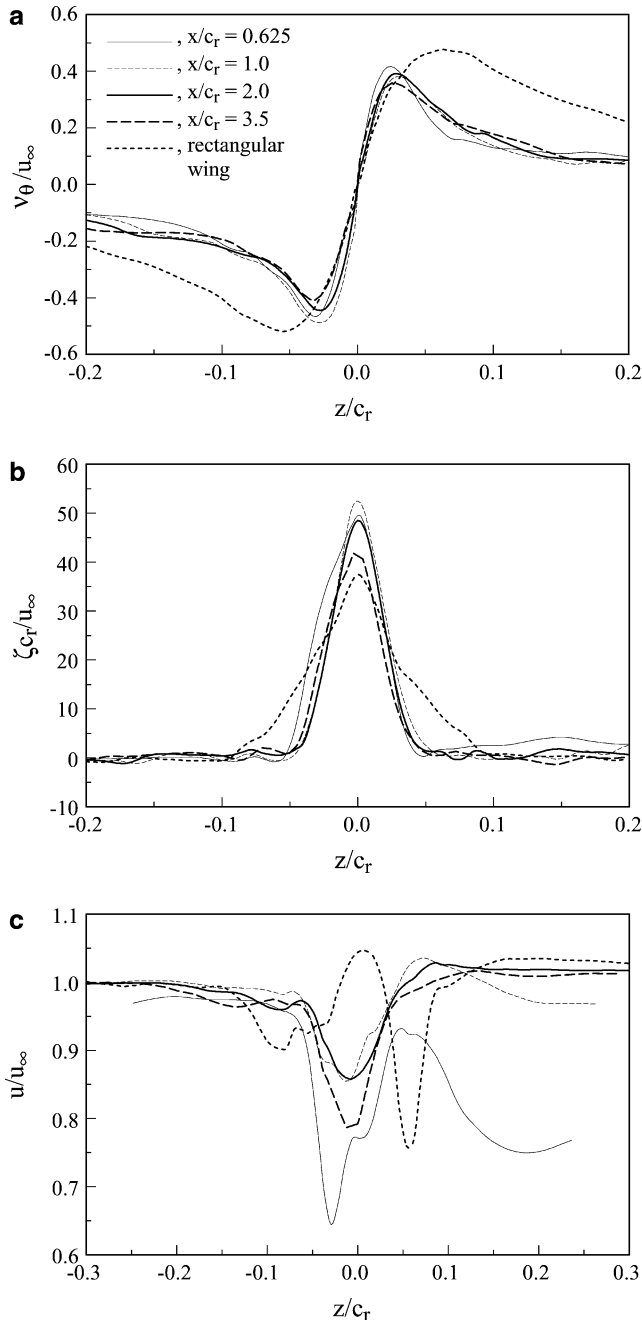 a
0.6
, x/cᵣ = 0.625
, x/cᵣ = 1.0
0.4
, x/cᵣ = 2.0
, x/cᵣ = 3.5
0.2
, rectangular
wing
νθ/u∞
0.0
-0.2
-0.4
-0.6
-0.2 -0.1 0.0 0.1 0.2
z/cᵣ
b
60
50
40
30
ζcᵣ/u∞
20
10
0
-10
-0.2 -0.1 0.0 0.1 0.2
z/cᵣ
c
1.1
1.0
0.9
u/u∞
0.8
0.7
0.6
-0.3 -0.2 -0.1 0.0 0.1 0.2 0.3
z/cᵣ